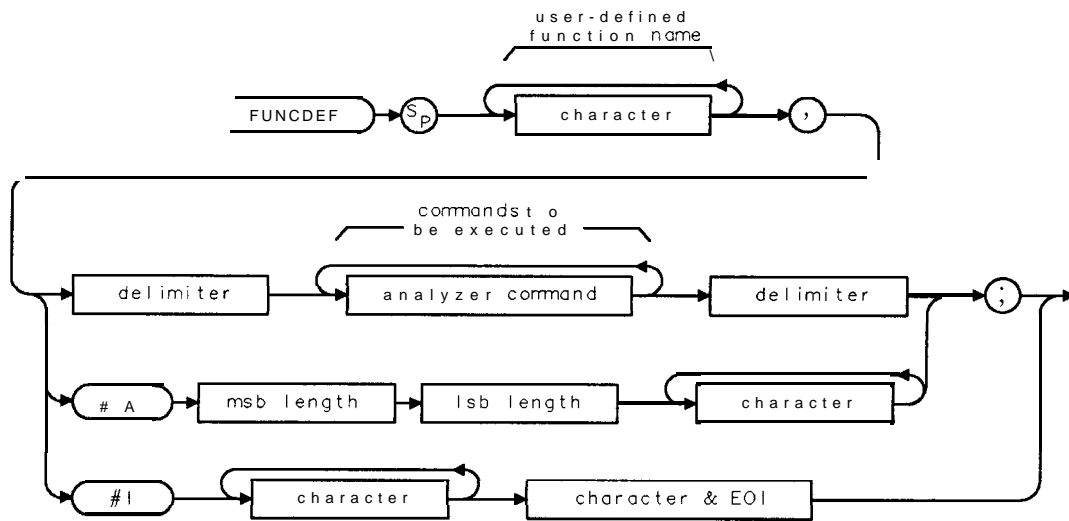 user-defined
function name
FUNCDEF
SP
character
,
commands to
be executed
delimiter
analyzer command
delimiter
;
# A
msb length
lsb length
character
#I
character
character & EOI